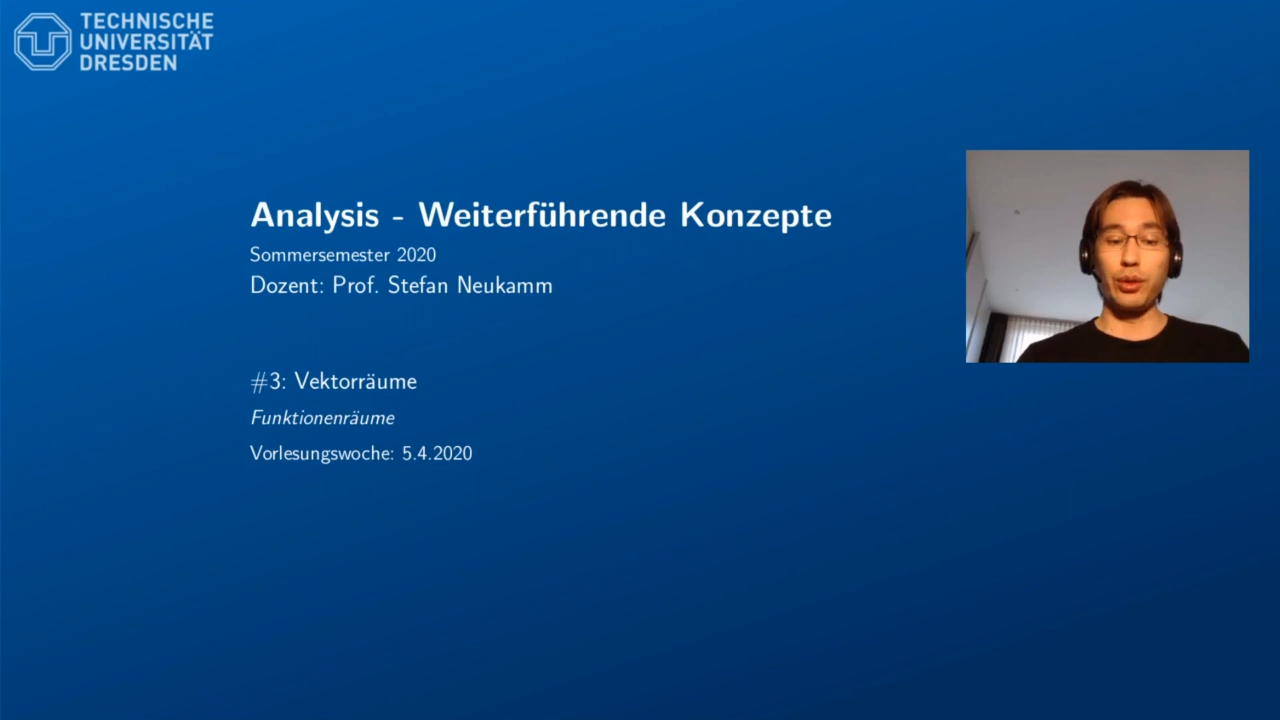 TECHNISCHE
UNIVERSITÄT
DRESDEN
Analysis - Weiterführende Konzepte
Sommersemester 2020
Dozent: Prof. Stefan Neukamm
#3: Vektorräume
Funktionenräume
Vorlesungswoche: 5.4.2020